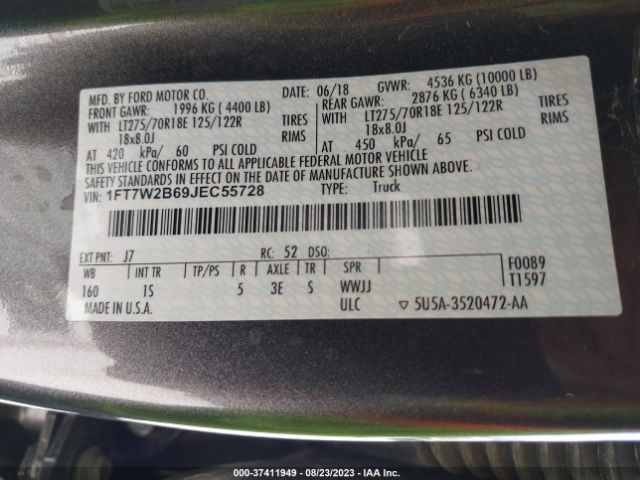 MFD. BY FORD MOTOR CO. DATE: 06/18 GVWR: 4536 KG (10000 LB)
FRONT GAWR: 1996 KG (4400 LB) REAR GAWR: 2876 KG (6340 LB)
WITH LT275/70R18E 125/122R TIRES WITH LT275/70R18E 125/122R TIRES
18x8.0J RIMS 18x8.0J RIMS
AT 420 kPa/ 60 PSI COLD AT 450 kPa/ 65 PSI COLD
THIS VEHICLE CONFORMS TO ALL APPLICABLE FEDERAL MOTOR VEHICLE
SAFETY STANDARDS IN EFFECT ON THE DATE OF MANUFACTURE SHOWN ABOVE.
VIN: 1FT7W2B69JEC55728 TYPE: Truck
EXT PNT: J7 RC: 52 DSO: F0089
WB INT TR TP/PS R AXLE TR SPR T1597
160 1S 5 3E S WWJJ
MADE IN U.S.A. ULC ▽ 5U5A-3520472-AA
000-37411949 - 08/23/2023 - IAA Inc.